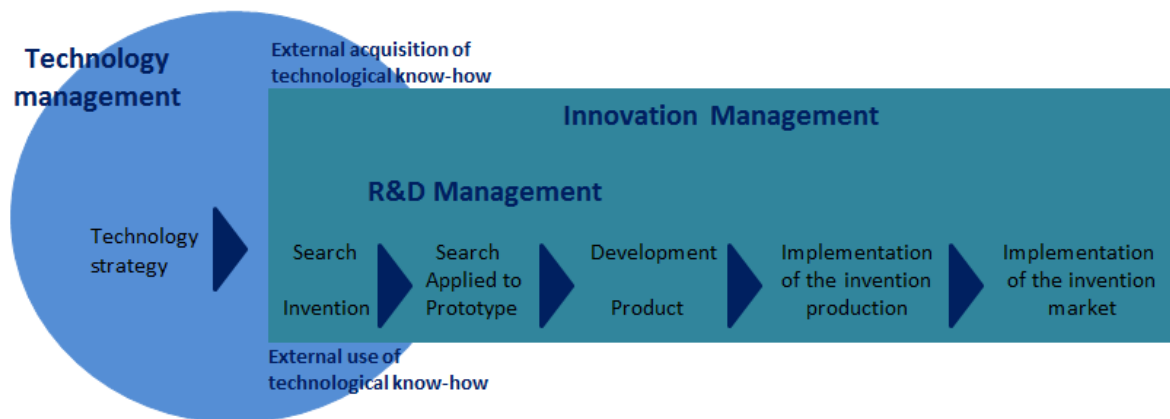 Technology
management
External acquisition of
technological know-how
Innovation Management
R&D Management
Technology
strategy
Search
Invention
Search
Applied to
Prototype
Development
Product
Implementation
of the invention
production
Implementation
of the invention
market
External use of
technological know-how